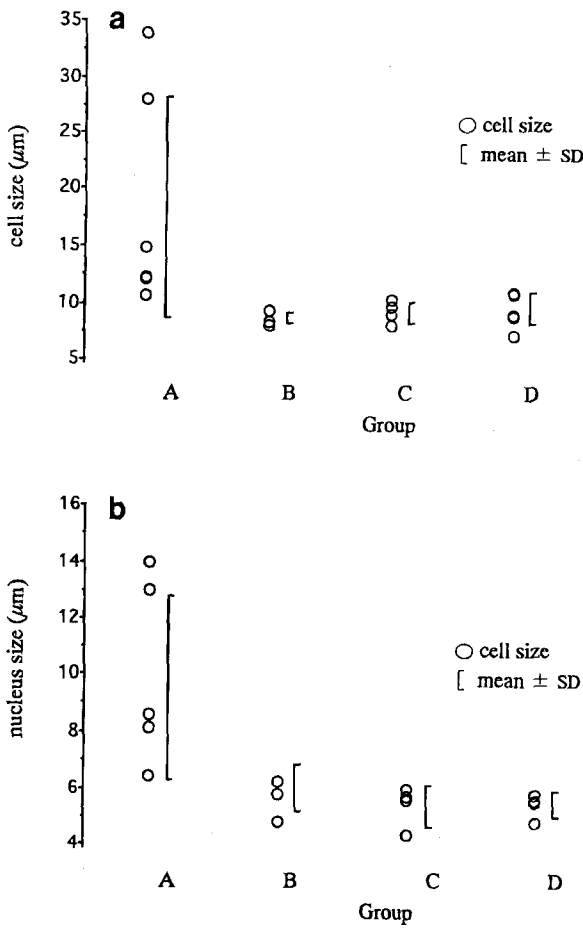 a
35
30
25
20
15
10
5
cell size (μm)
○ cell size
[ mean ± SD
A B C D
Group
b
16
14
12
10
8
6
4
nucleus size (μm)
○ cell size
[ mean ± SD
A B C D
Group